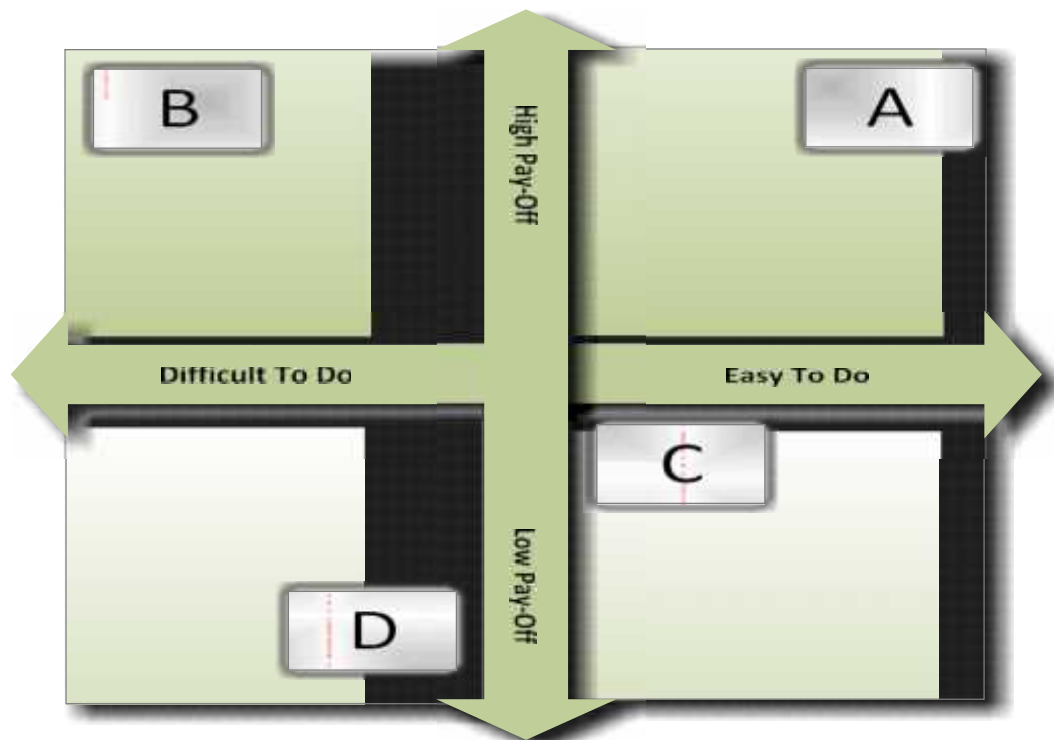 B
A
High Pay-Off
Difficult To Do
Easy To Do
C
Low Pay-Off
D